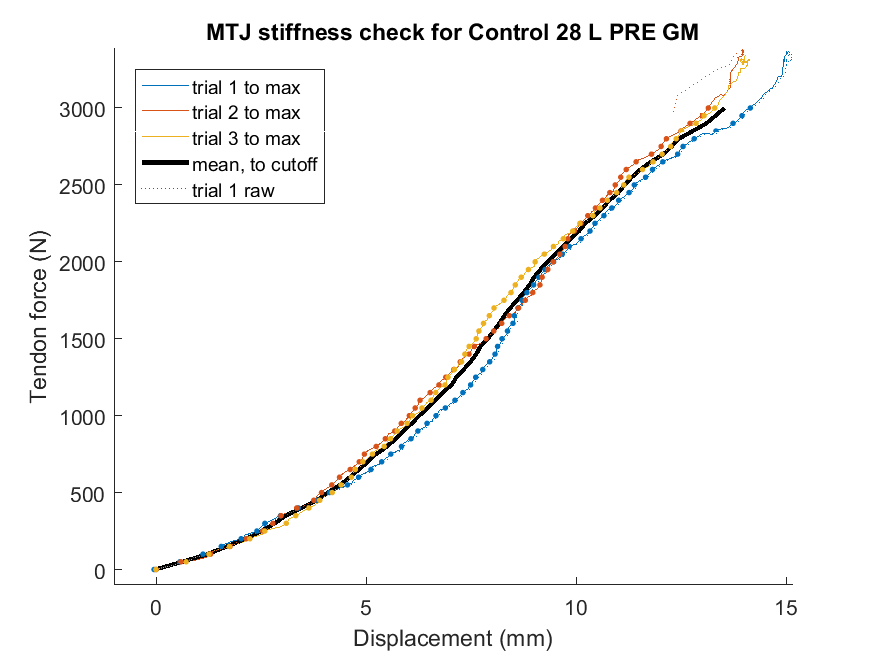 MTJ stiffness check for Control 28 L PRE GM
trial 1 to max
trial 2 to max
trial 3 to max
mean, to cutoff
trial 1 raw
3000
2500
2000
1500
1000
500
0
Tendon force (N)
0 5 10 15
Displacement (mm)